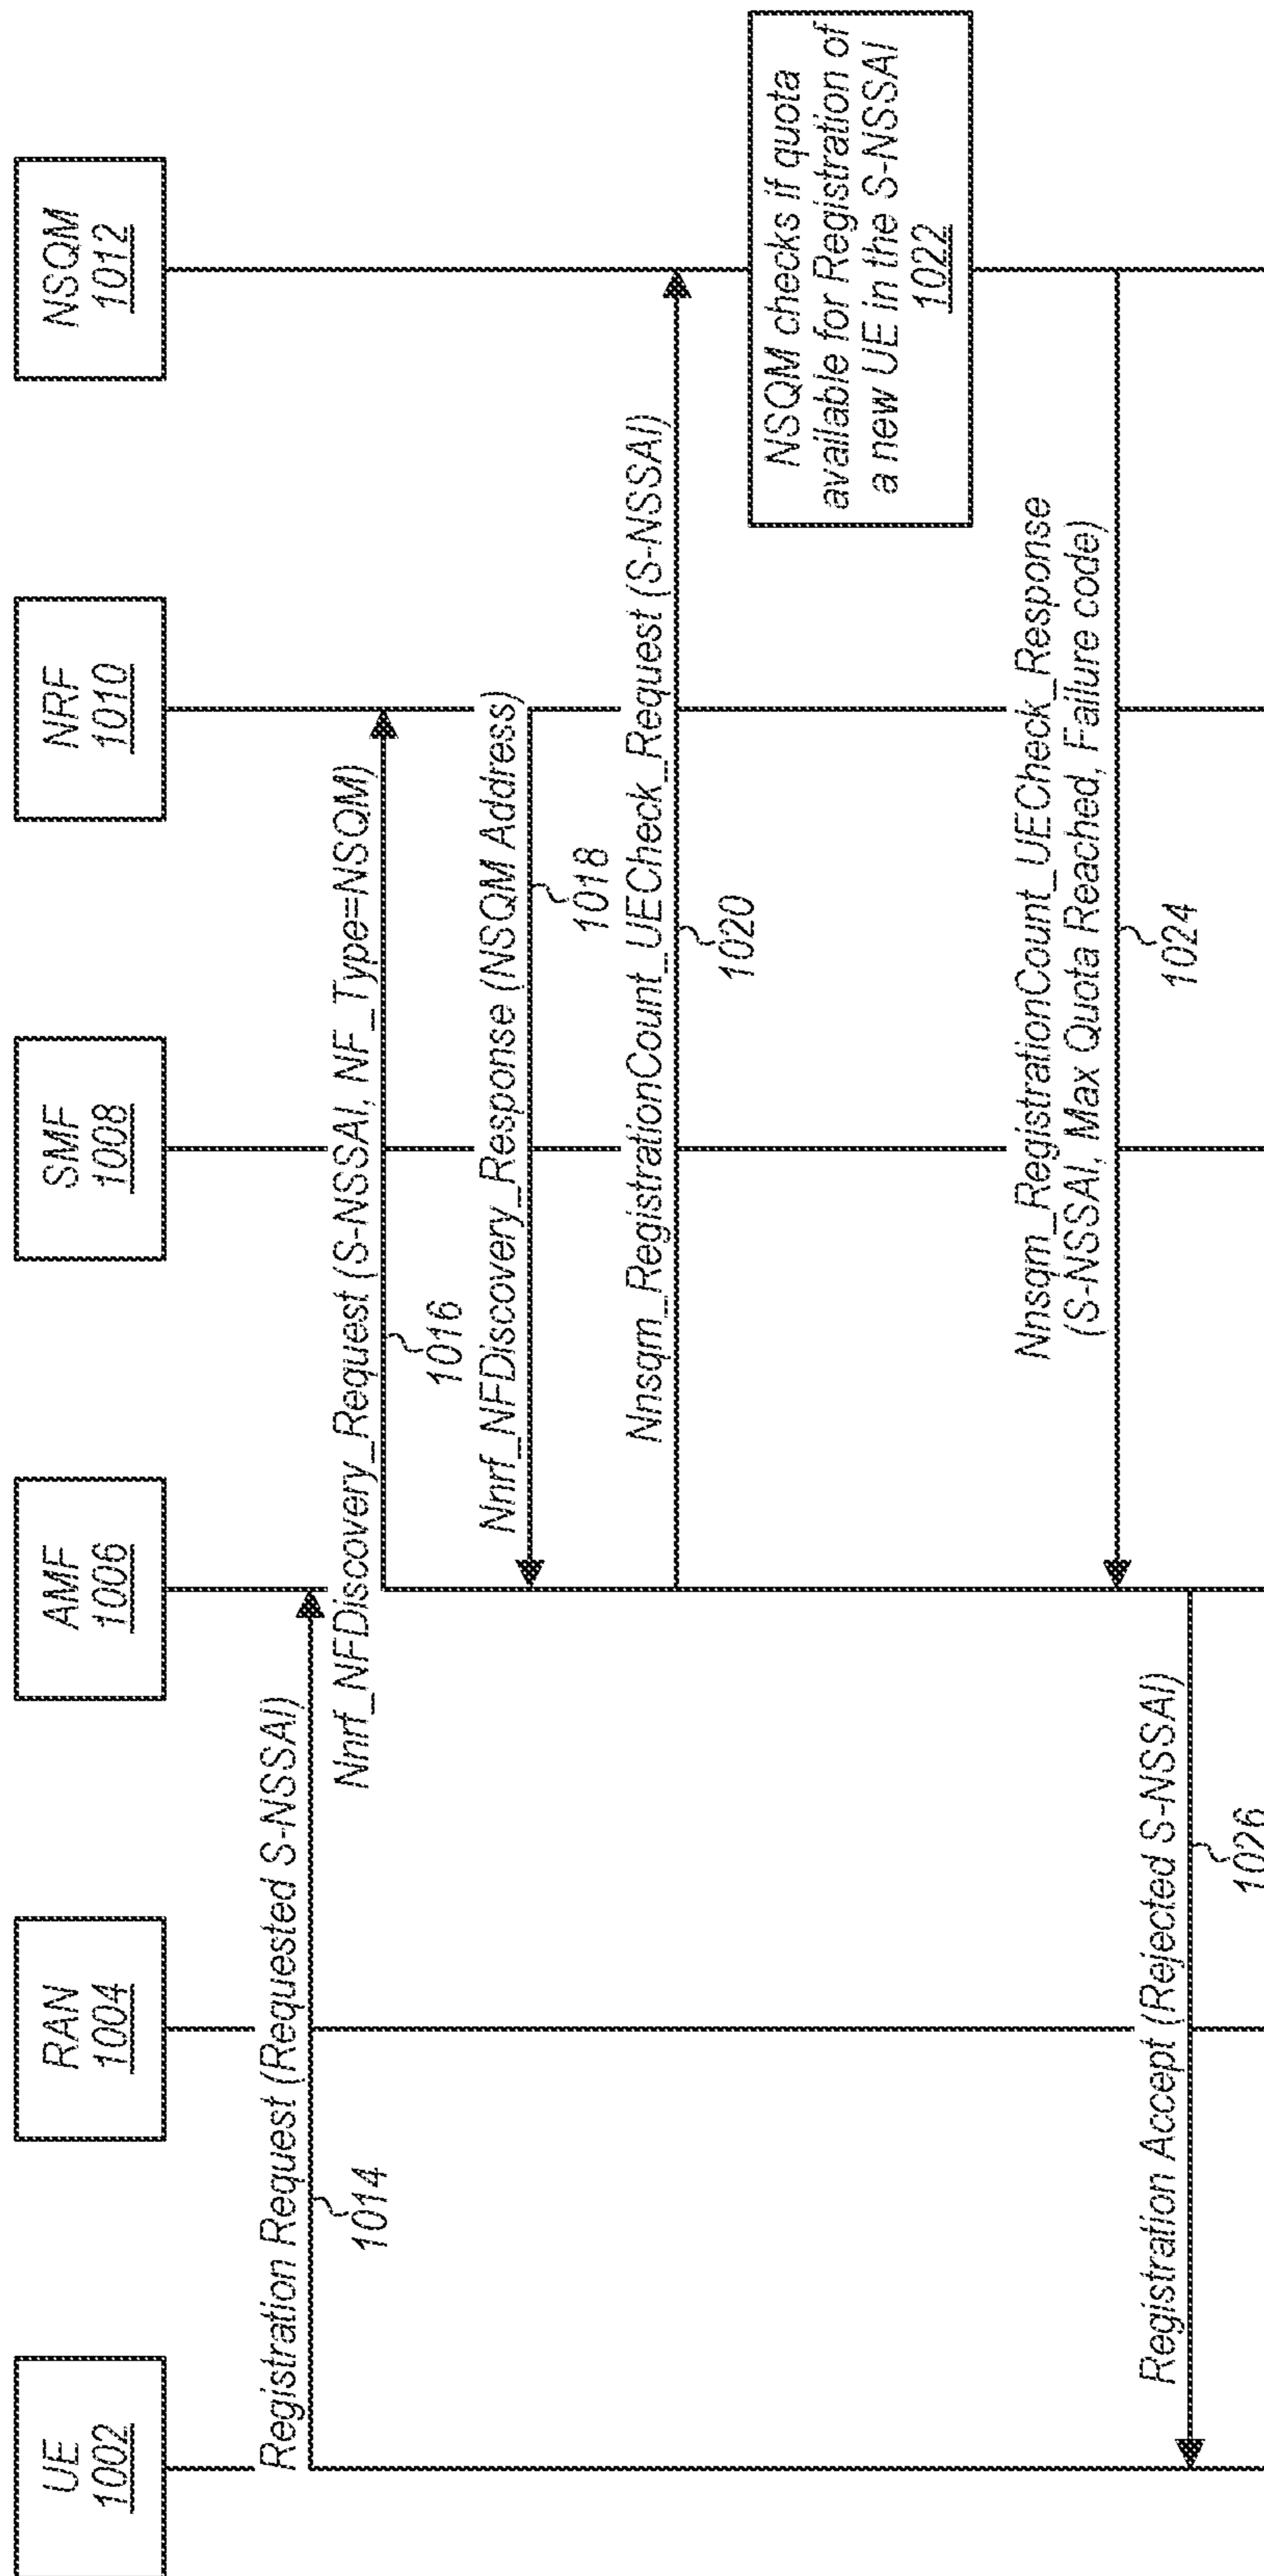 UE
1002
RAN
1004
AMF
1006
SMF
1008
NRF
1010
NSQM
1012
Registration Request (Requested S-NSSAI)
1014
Nnrf_NFDiscovery_Request (S-NSSAI, NF_Type=NSQM)
1016
Nnrf_NFDiscovery_Response (NSQM Address)
1018
Nnsqm_RegistrationCount_UECheck_Request (S-NSSAI)
1020
NSQM checks if quota
available for Registration of
a new UE in the S-NSSAI
1022
Nnsqm_RegistrationCount_UECheck_Response
(S-NSSAI, Max Quota Reached, Failure code)
1024
Registration Accept (Rejected S-NSSAI)
1026